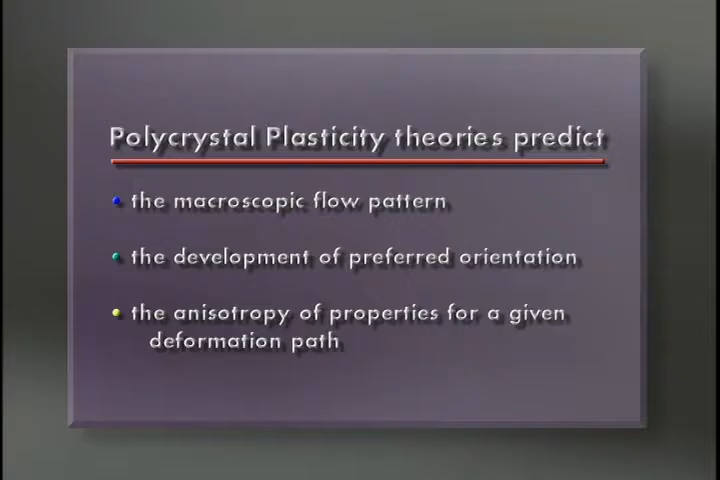 Polycrystal Plasticity theories predict
the macroscopic flow pattern
the development of preferred orientation
the anisotropy of properties for a given
deformation path